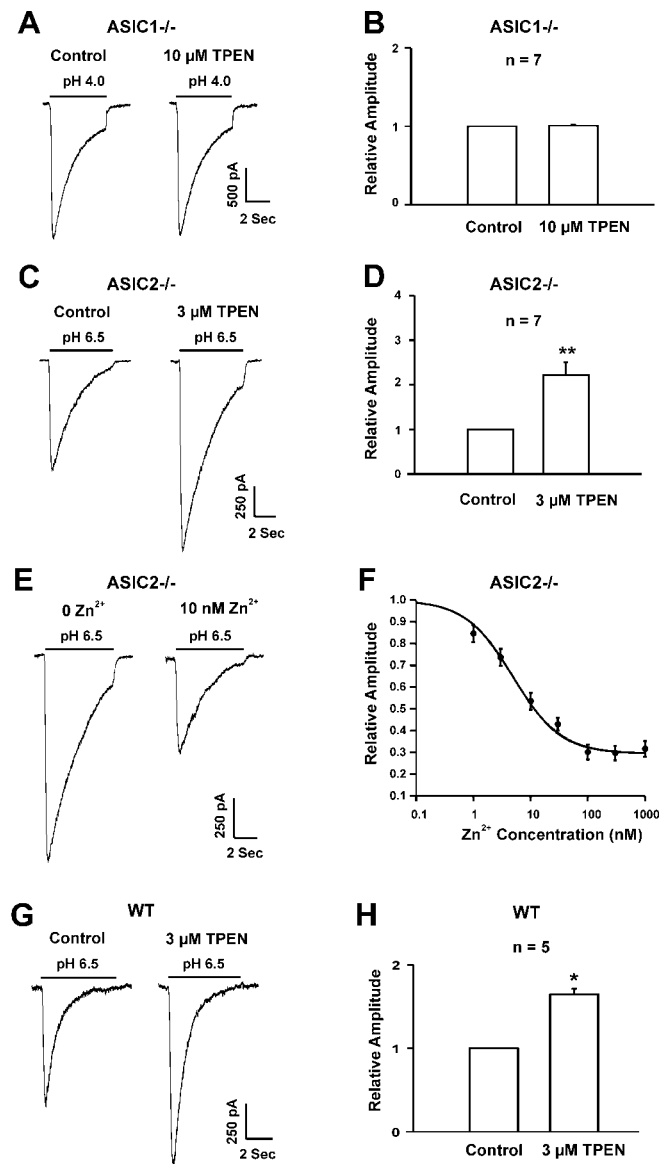 A
ASIC1-/-
Control
10 µM TPEN
pH 4.0
pH 4.0
500 pA
2 Sec
B
ASIC1-/-
n = 7
Relative Amplitude
2
1
0
Control
10 µM TPEN
C
ASIC2-/-
Control
3 µM TPEN
pH 6.5
pH 6.5
250 pA
2 Sec
D
ASIC2-/-
n = 7
**
Relative Amplitude
4
3
2
1
0
Control
3 µM TPEN
E
ASIC2-/-
0 Zn²⁺
10 nM Zn²⁺
pH 6.5
pH 6.5
250 pA
2 Sec
F
ASIC2-/-
Relative Amplitude
1.0
0.9
0.8
0.7
0.6
0.5
0.4
0.3
0.2
0.1
0.1
1
10
100
1000
Zn²⁺ Concentration (nM)
G
WT
Control
3 µM TPEN
pH 6.5
pH 6.5
250 pA
2 Sec
H
WT
n = 5
*
Relative Amplitude
2
1
0
Control
3 µM TPEN